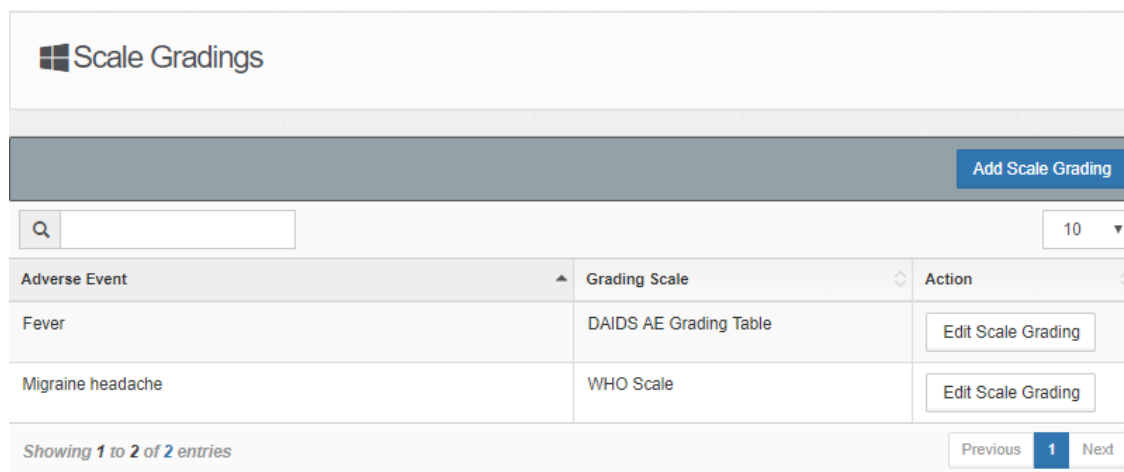 Scale Gradings
Add Scale Grading
10
Adverse Event Grading Scale Action
Fever DAIDS AE Grading Table Edit Scale Grading
Migraine headache WHO Scale Edit Scale Grading
Showing 1 to 2 of 2 entries Previous 1 Next